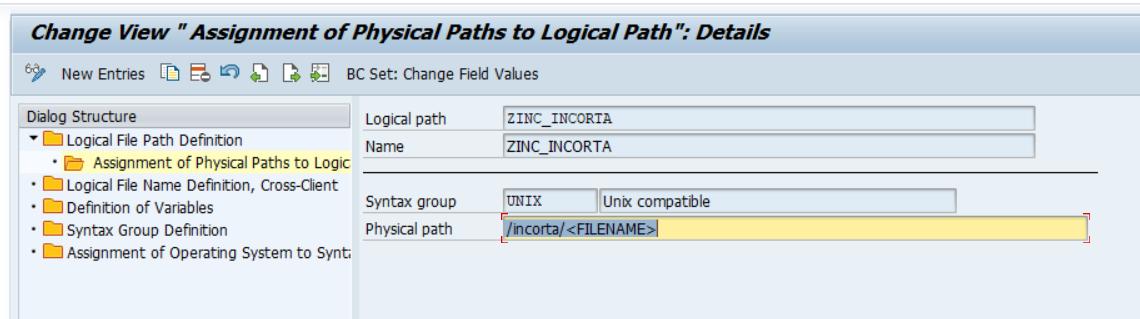 Change View " Assignment of Physical Paths to Logical Path": Details
New Entries BC Set: Change Field Values
Dialog Structure
Logical File Path Definition
Assignment of Physical Paths to Logic
Logical File Name Definition, Cross-Client
Definition of Variables
Syntax Group Definition
Assignment of Operating System to Synta
Logical path ZINC_INCORTA
Name ZINC_INCORTA
Syntax group UNIX Unix compatible
Physical path /incorta/<FILENAME>